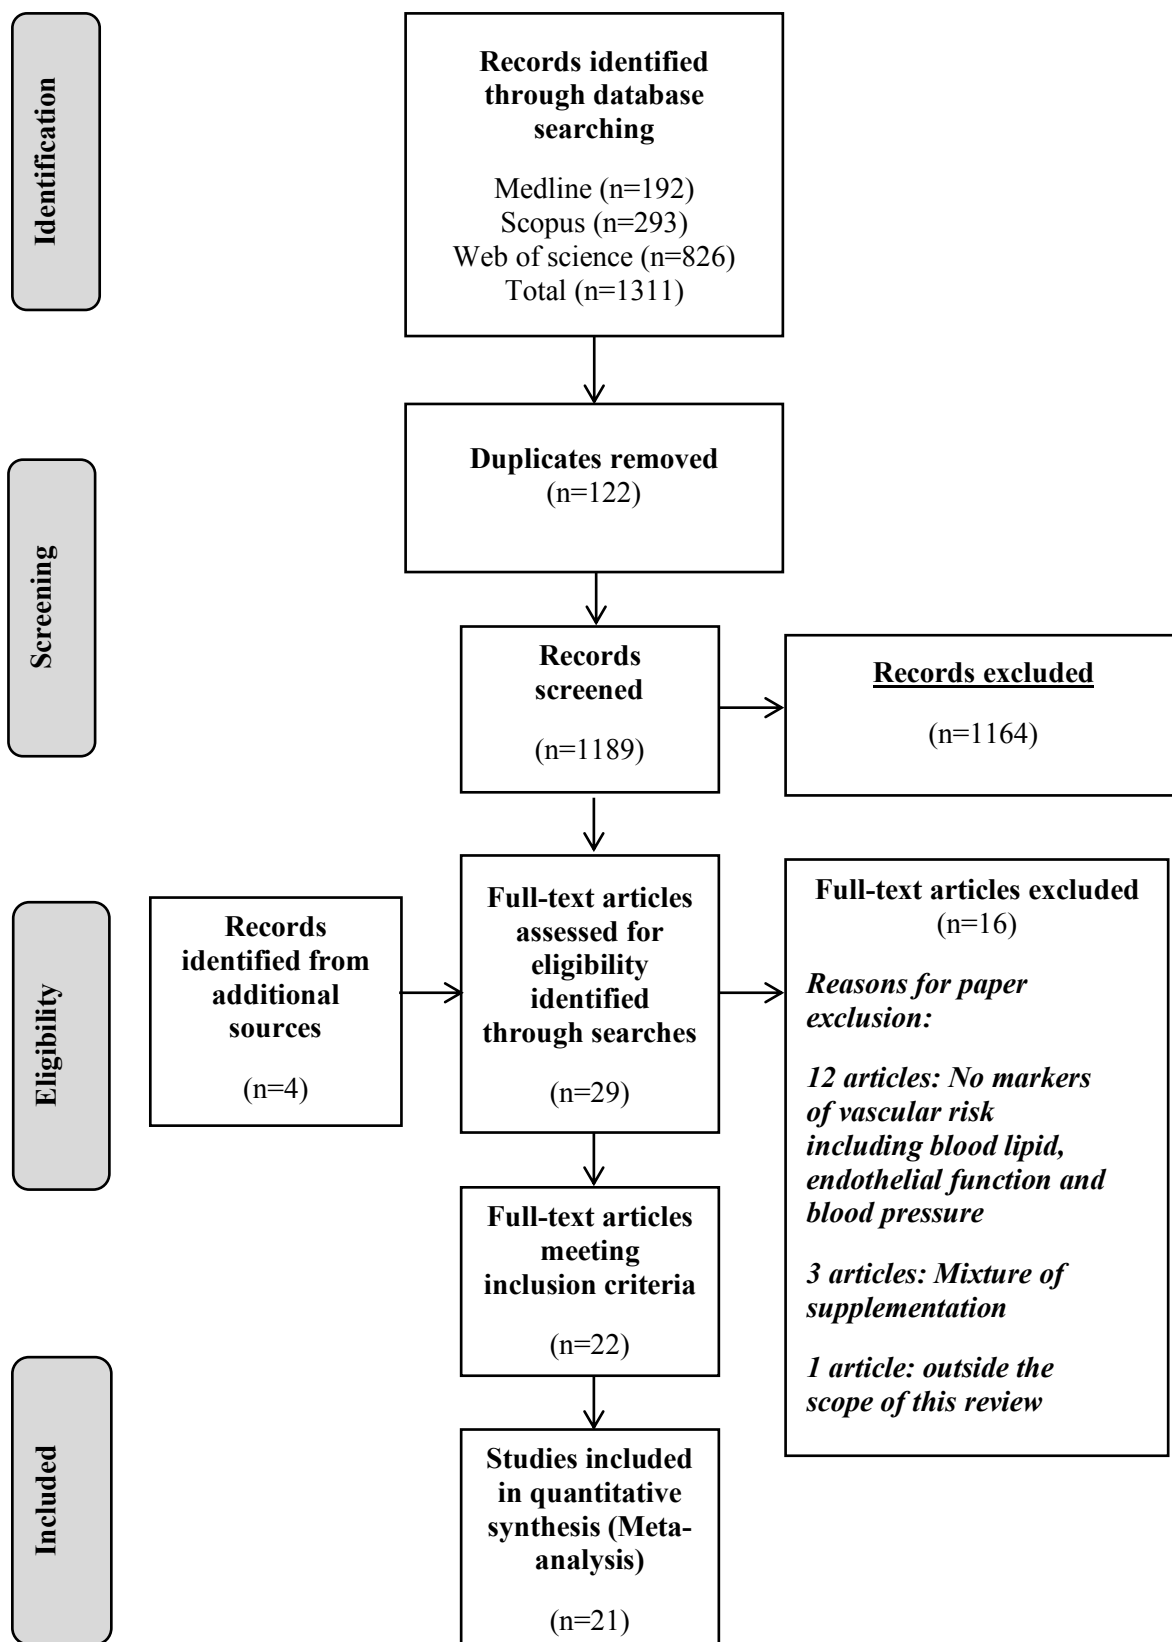 Identification
Records identified
through database
searching
Medline (n=192)
Scopus (n=293)
Web of science (n=826)
Total (n=1311)
Duplicates removed
(n=122)
Screening
Records
screened
(n=1189)
Records excluded
(n=1164)
Eligibility
Records
identified from
additional
sources
(n=4)
Full-text articles
assessed for
eligibility
identified
through searches
(n=29)
Full-text articles excluded
(n=16)
Reasons for paper
exclusion:
12 articles: No markers
of vascular risk
including blood lipid,
endothelial function and
blood pressure
3 articles: Mixture of
supplementation
1 article: outside the
scope of this review
Full-text articles
meeting
inclusion criteria
(n=22)
Included
Studies included
in quantitative
synthesis (Meta-
analysis)
(n=21)